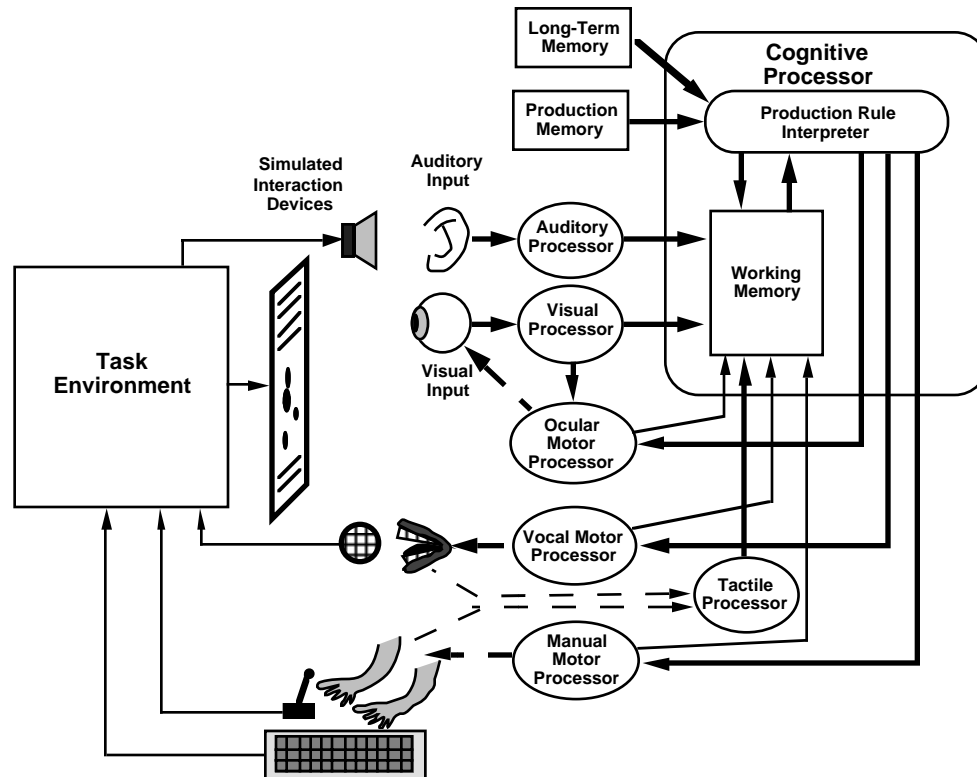 Long-Term
Memory
Cognitive
Processor
Production
Memory
Production Rule
Interpreter
Simulated
Interaction
Devices
Auditory
Input
Auditory
Processor
Working
Memory
Visual
Processor
Task
Environment
Visual
Input
Ocular
Motor
Processor
Vocal Motor
Processor
Tactile
Processor
Manual
Motor
Processor